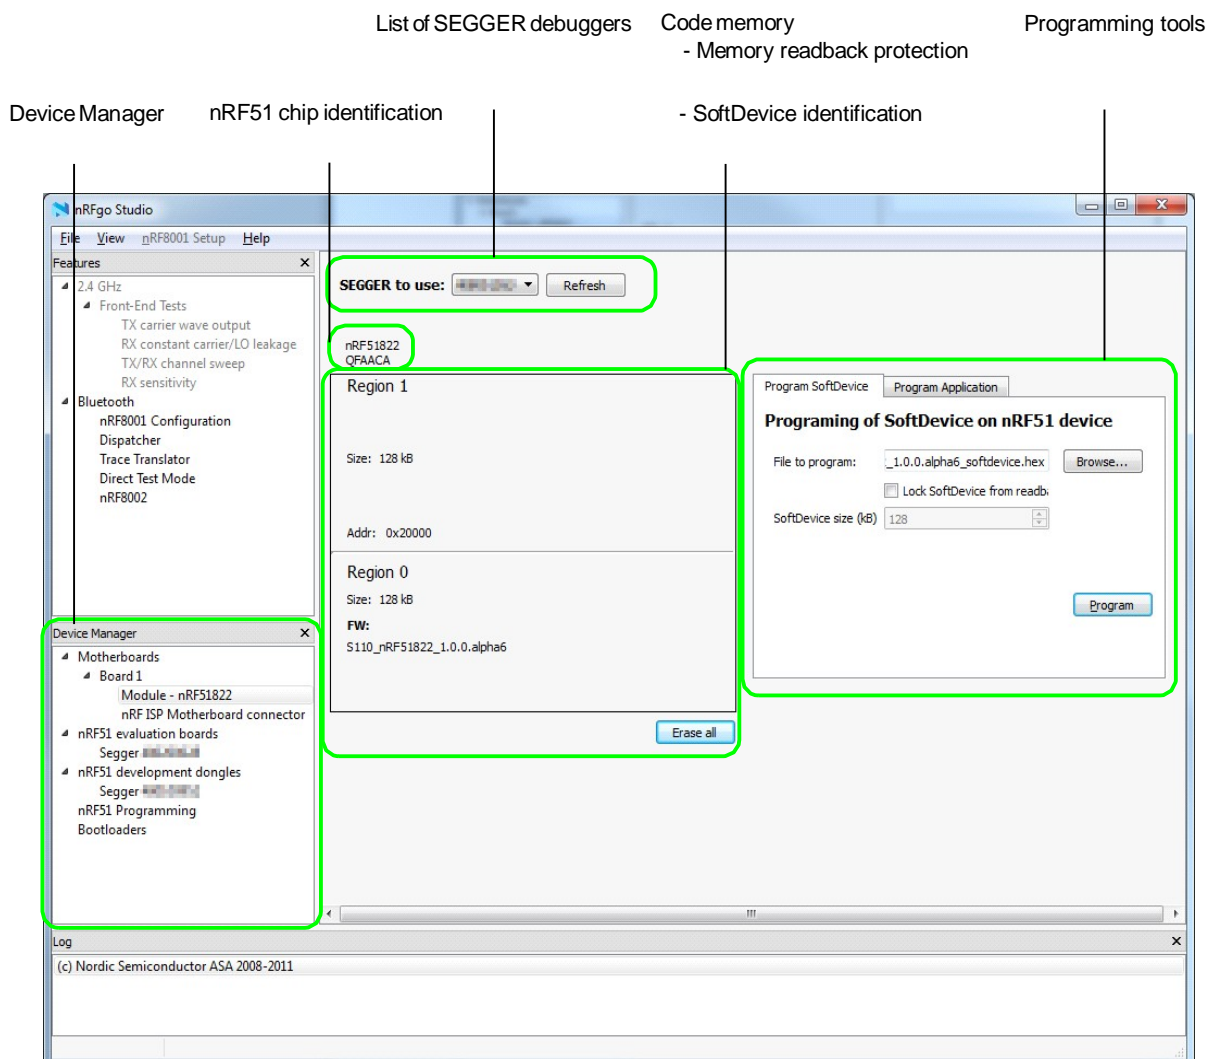 List of SEGGER debuggers
Code memory
- Memory readback protection
Programming tools
Device Manager
nRF51 chip identification
- SoftDevice identification
nRFgo Studio
File View nRF8001 Setup Help
Features
2.4 GHz
Front-End Tests
TX carrier wave output
RX constant carrier/LO leakage
TX/RX channel sweep
RX sensitivity
Bluetooth
nRF8001 Configuration
Dispatcher
Trace Translator
Direct Test Mode
nRF8002
SEGGER to use:
Refresh
nRF51822
QFAACA
Region 1
Size: 128 kB
Addr: 0x20000
Region 0
Size: 128 kB
FW:
S110_nRF51822_1.0.0.alpha6
Erase all
Program SoftDevice
Program Application
Programing of SoftDevice on nRF51 device
File to program: _1.0.0.alpha6_softdevice.hex Browse...
Lock SoftDevice from readb
SoftDevice size (kB) 128
Program
Device Manager
Motherboards
Board 1
Module - nRF51822
nRF ISP Motherboard connector
nRF51 evaluation boards
Segger
nRF51 development dongles
Segger
nRF51 Programming
Bootloaders
Log
(c) Nordic Semiconductor ASA 2008-2011